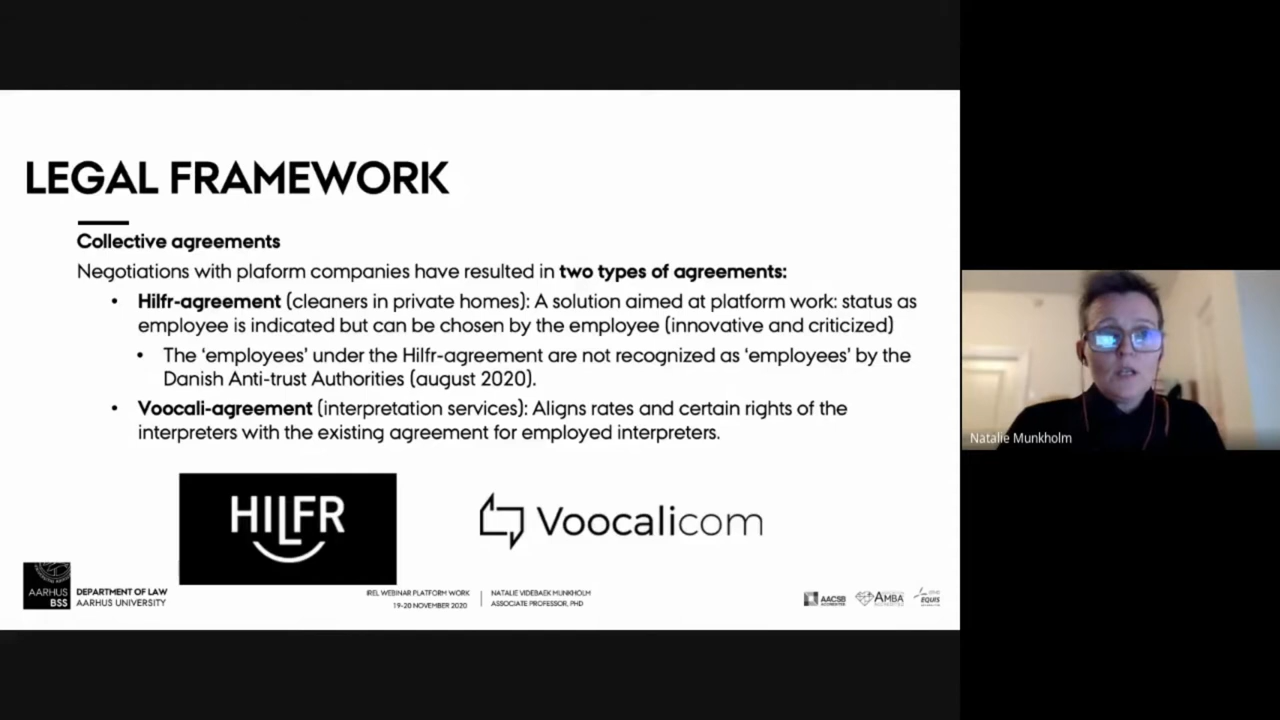 LEGAL FRAMEWORK
Collective agreements
Negotiations with plaform companies have resulted in two types of agreements:
• Hilfr-agreement (cleaners in private homes): A solution aimed at platform work: status as
employee is indicated but can be chosen by the employee (innovative and criticized)
• The ‘employees’ under the Hilfr-agreement are not recognized as ‘employees’ by the
Danish Anti-trust Authorities (august 2020).
• Voocali-agreement (interpretation services): Aligns rates and certain rights of the
interpreters with the existing agreement for employed interpreters.
HILFR
Voocalicom
AARHUS
BSS
DEPARTMENT OF LAW
AARHUS UNIVERSITY
IREL WEBINAR PLATFORM WORK
19-20 NOVEMBER 2020
NATALIE VIDEBAEK MUNKHOLM
ASSOCIATE PROFESSOR, PHD
AACSB
ACCREDITED
AMBA
EQUIS
Natalie Munkholm